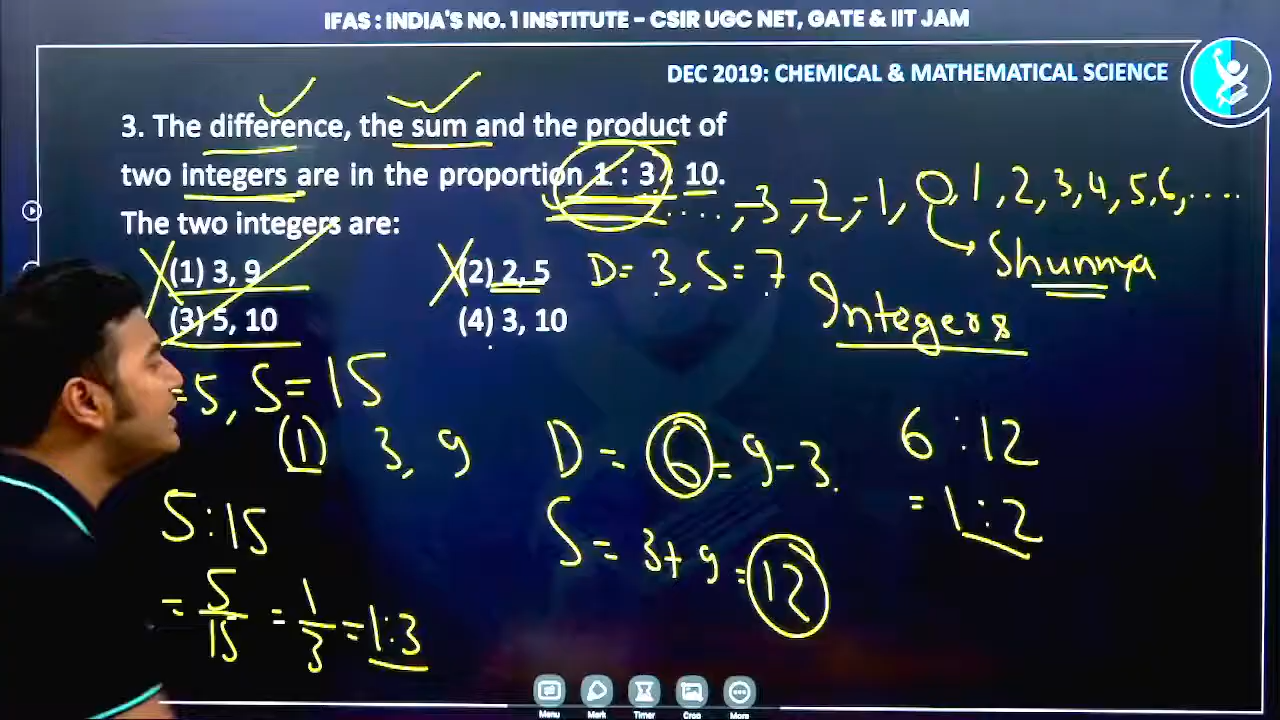 IFAS : INDIA'S NO. 1 INSTITUTE – CSIR UGC NET, GATE & IIT JAM
DEC 2019: CHEMICAL & MATHEMATICAL SCIENCE
3. The difference, the sum and the product of
two integers are in the proportion 1 : 3 : 10.
The two integers are:
....., -3, -2, -1, 0, 1, 2, 3, 4, 5, 6, .....
Shunnya
(1) 3, 9
(2) 2, 5
D = 3, S = 7
Integers
(3) 5, 10
(4) 3, 10
= 5, S = 15
(1) 3, 9
D = 6 = 9 - 3
6 : 12
= 1 : 2
5 : 15
S = 3 + 9 = 12
= 5/15 = 1/3 = 1:3
Menu
Mark
Timer
Crop
More